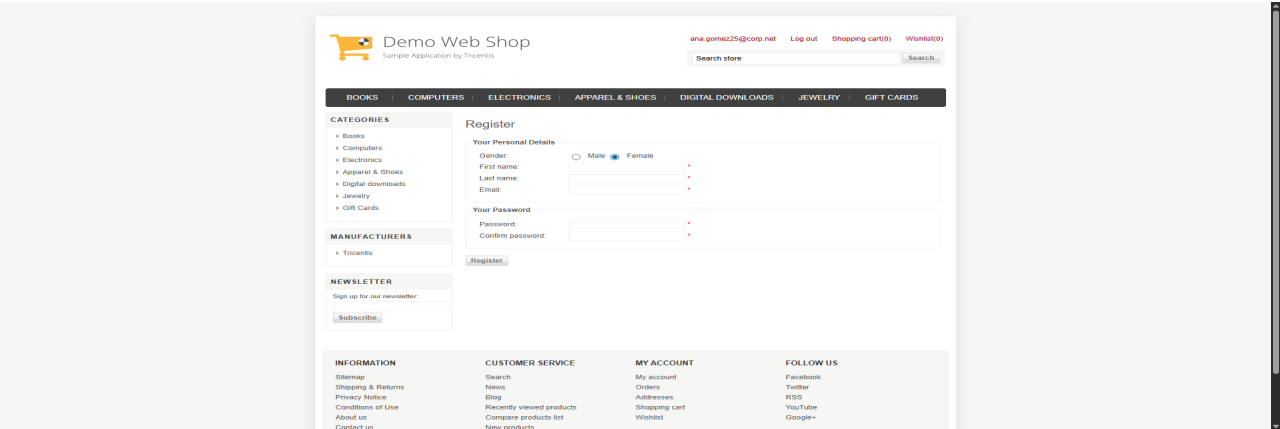 Demo Web Shop
Sample Application by Tricentis
ana.gomez25@corp.net Log out Shopping cart(0) Wishlist(0)
Search store Search
BOOKS | COMPUTERS | ELECTRONICS | APPAREL & SHOES | DIGITAL DOWNLOADS | JEWELRY | GIFT CARDS
CATEGORIES
Books
Computers
Electronics
Apparel & Shoes
Digital downloads
Jewelry
Gift Cards
MANUFACTURERS
Tricentis
NEWSLETTER
Sign up for our newsletter:
Subscribe
Register
Your Personal Details
Gender: Male Female
First name: *
Last name: *
Email: *
Your Password
Password: *
Confirm password: *
Register
INFORMATION
Sitemap
Shipping & Returns
Privacy Notice
Conditions of Use
About us
Contact us
CUSTOMER SERVICE
Search
News
Blog
Recently viewed products
Compare products list
New products
MY ACCOUNT
My account
Orders
Addresses
Shopping cart
Wishlist
FOLLOW US
Facebook
Twitter
RSS
YouTube
Google+